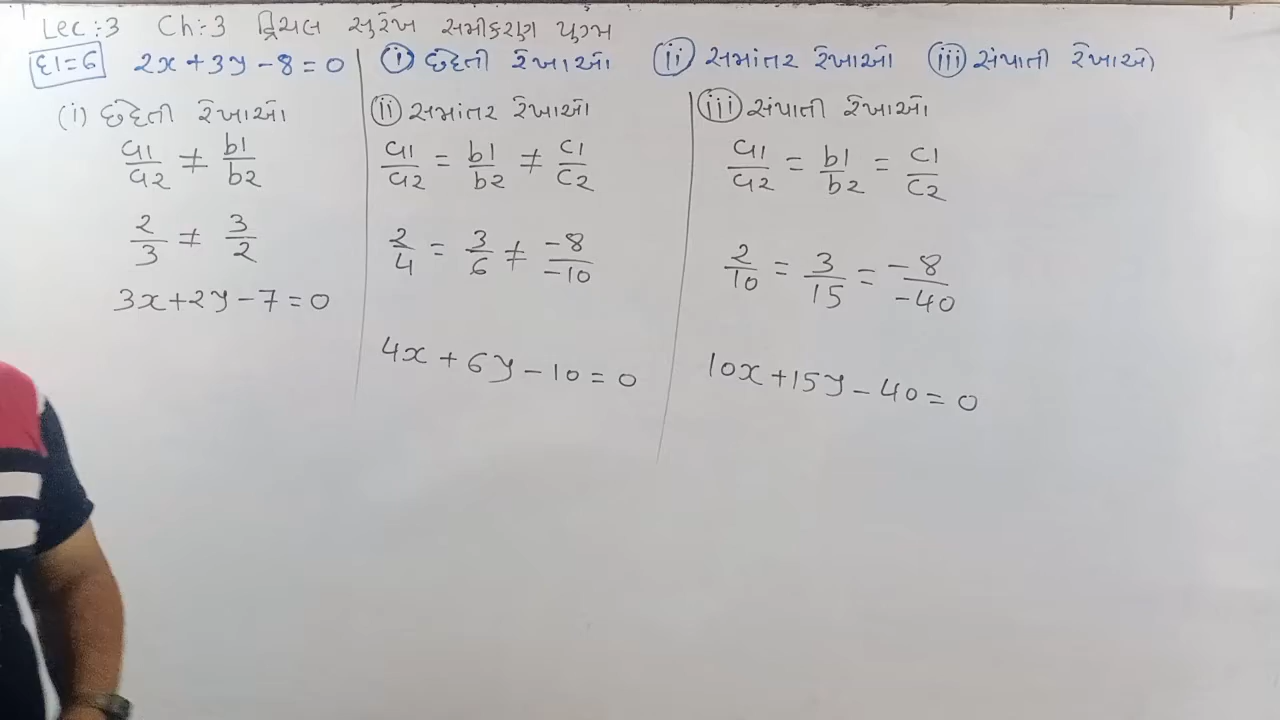 Lec:3 Ch:3 દ્વિચલ સુરેખ સમીકરણ યુગ્મ
દા=6 2x+3y-8=0 (i) છેદતી રેખાઓ (ii) સમાંતર રેખાઓ (iii) સંપાતી રેખાઓ
(i) છેદતી રેખાઓ
a1/a2 ≠ b1/b2
2/3 ≠ 3/2
3x+2y-7=0
(ii) સમાંતર રેખાઓ
a1/a2 = b1/b2 ≠ c1/c2
2/4 = 3/6 ≠ -8/-10
4x+6y-10=0
(iii) સંપાતી રેખાઓ
a1/a2 = b1/b2 = c1/c2
2/10 = 3/15 = -8/-40
10x+15y-40=0